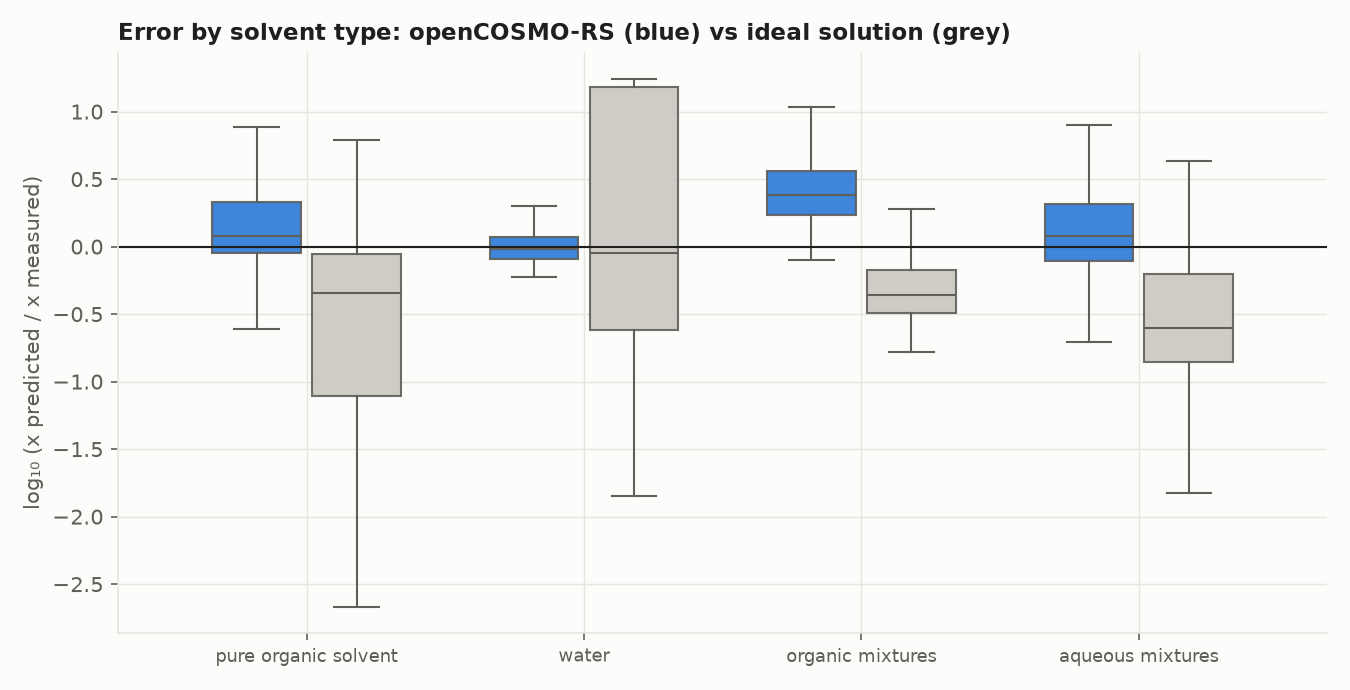 Error by solvent type: openCOSMO-RS (blue) vs ideal solution (grey)
log₁₀ (x predicted / x measured)
1.0
0.5
0.0
−0.5
−1.0
−1.5
−2.0
−2.5
pure organic solvent
water
organic mixtures
aqueous mixtures